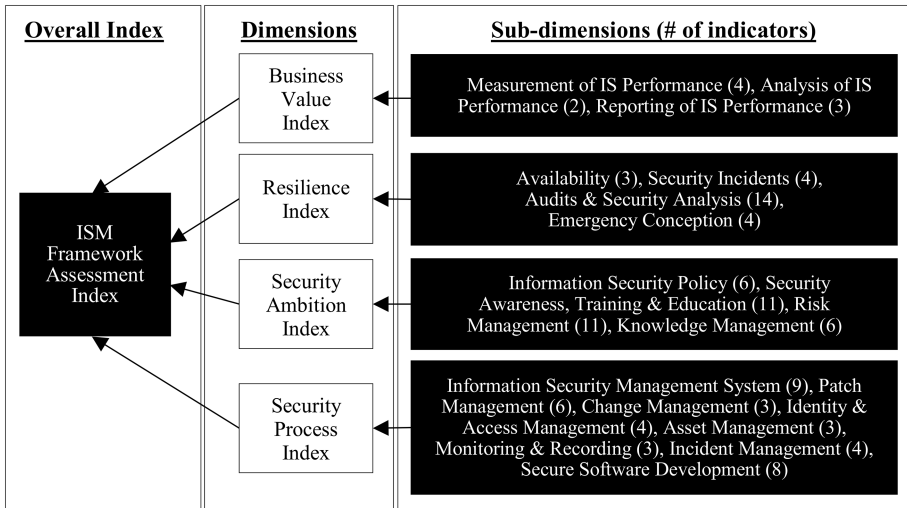 Overall Index
ISM
Framework
Assessment
Index
Dimensions
Business
Value
Index
Resilience
Index
Security
Ambition
Index
Security
Process
Index
Sub-dimensions (# of indicators)
Measurement of IS Performance (4), Analysis of IS
Performance (2), Reporting of IS Performance (3)
Availability (3), Security Incidents (4),
Audits & Security Analysis (14),
Emergency Conception (4)
Information Security Policy (6), Security
Awareness, Training & Education (11), Risk
Management (11), Knowledge Management (6)
Information Security Management System (9), Patch
Management (6), Change Management (3), Identity &
Access Management (4), Asset Management (3),
Monitoring & Recording (3), Incident Management (4),
Secure Software Development (8)